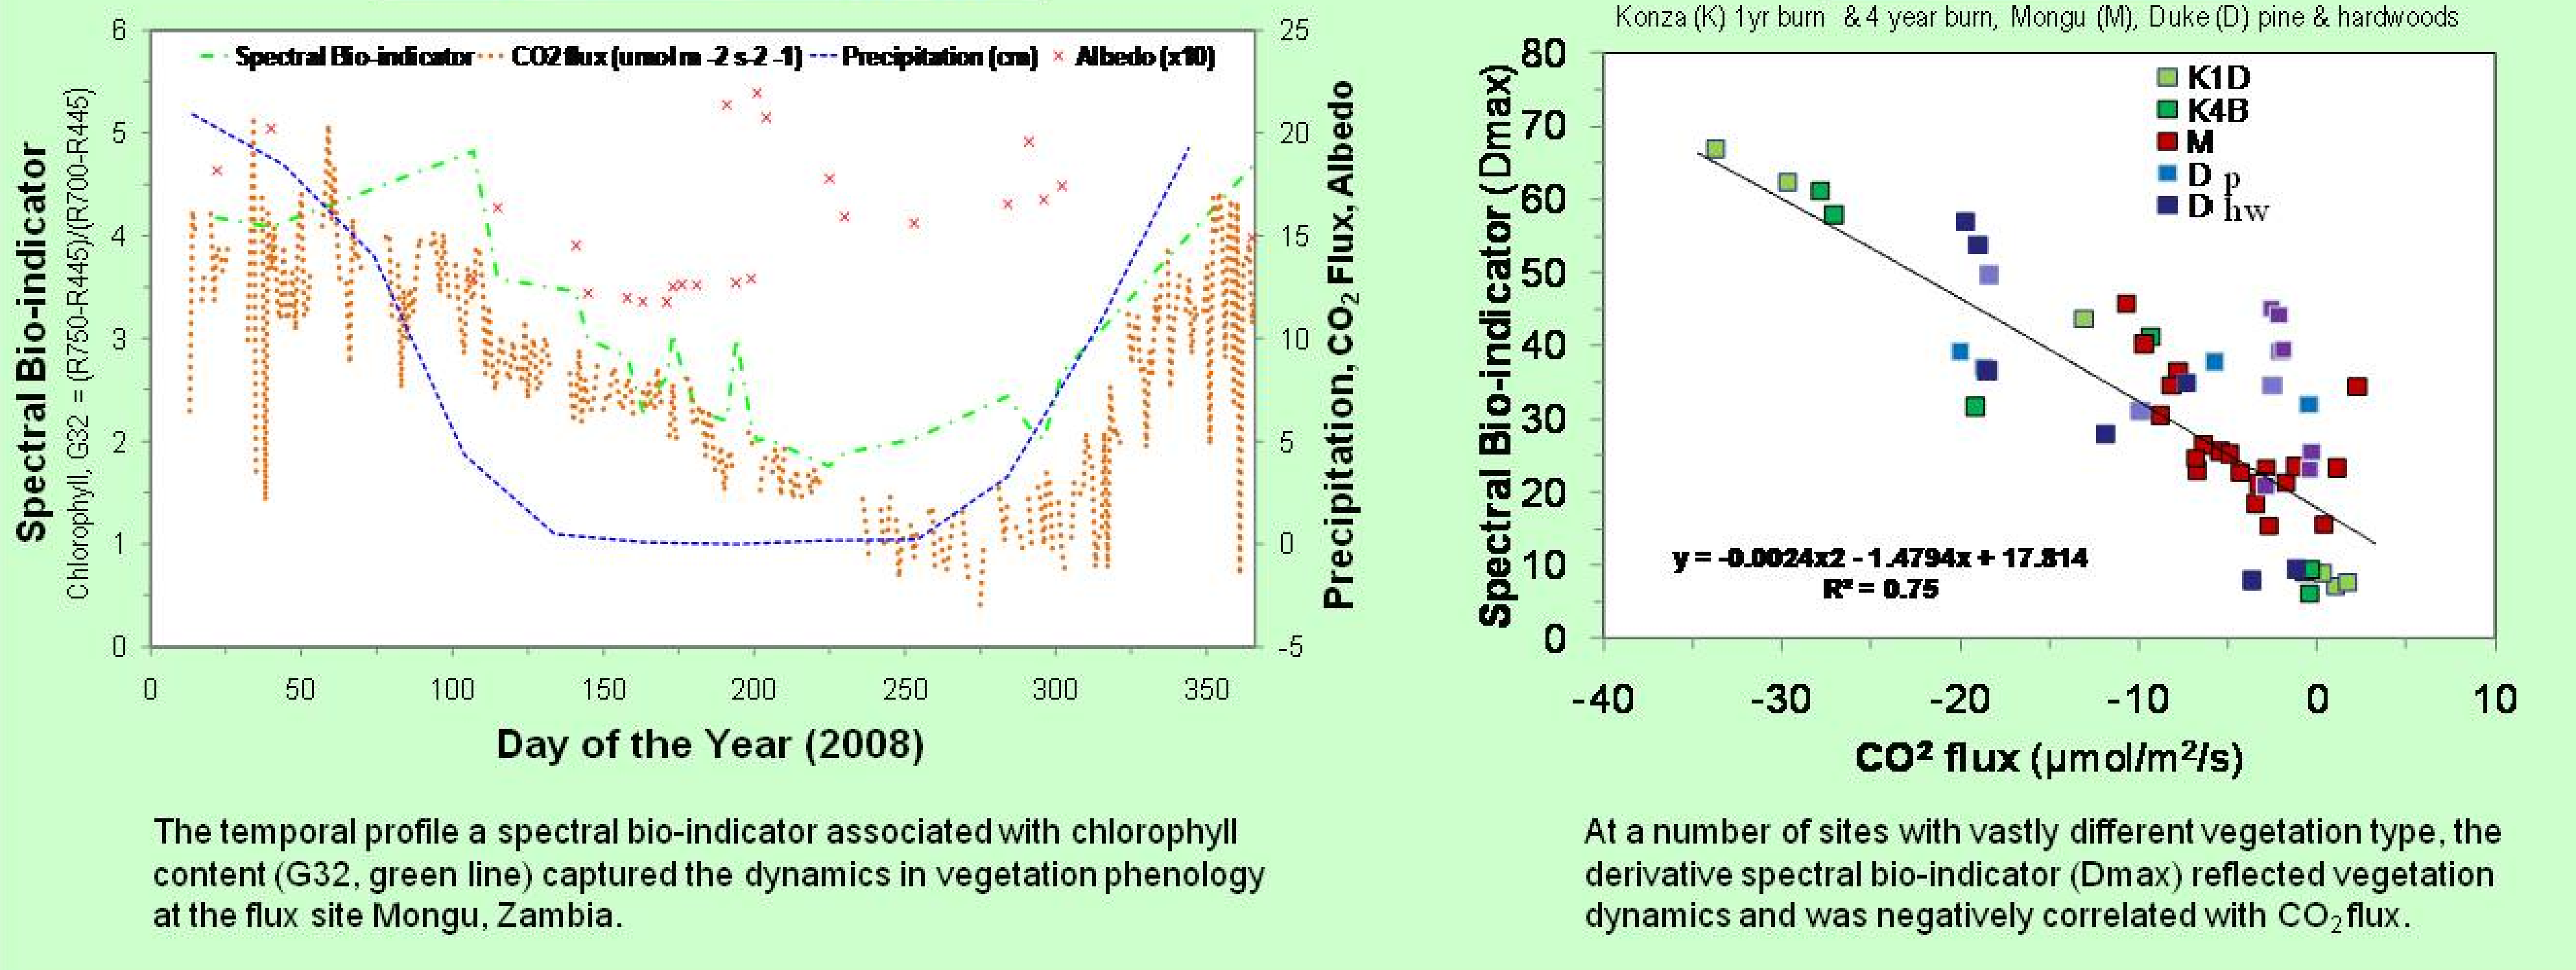 Spectral Bio-indicator CO2 flux (umol m -2 s-2 -1) Precipitation (cm) Albedo (x10)
Spectral Bio-indicator
Chlorophyll, G32 = (R750-R445)/(R700-R445)
6
5
4
3
2
1
0
25
20
15
10
5
0
-5
Precipitation, CO2 Flux, Albedo
0 50 100 150 200 250 300 350
Day of the Year (2008)
The temporal profile a spectral bio-indicator associated with chlorophyll
content (G32, green line) captured the dynamics in vegetation phenology
at the flux site Mongu, Zambia.
Konza (K) 1yr burn & 4 year burn, Mongu (M), Duke (D) pine & hardwoods
Spectral Bio-indicator (Dmax)
80
70
60
50
40
30
20
10
0
K1D
K4B
M
D p
D hw
y = -0.0024x2 - 1.4794x + 17.814
R² = 0.75
-40 -30 -20 -10 0 10
CO² flux (µmol/m²/s)
At a number of sites with vastly different vegetation type, the
derivative spectral bio-indicator (Dmax) reflected vegetation
dynamics and was negatively correlated with CO2 flux.